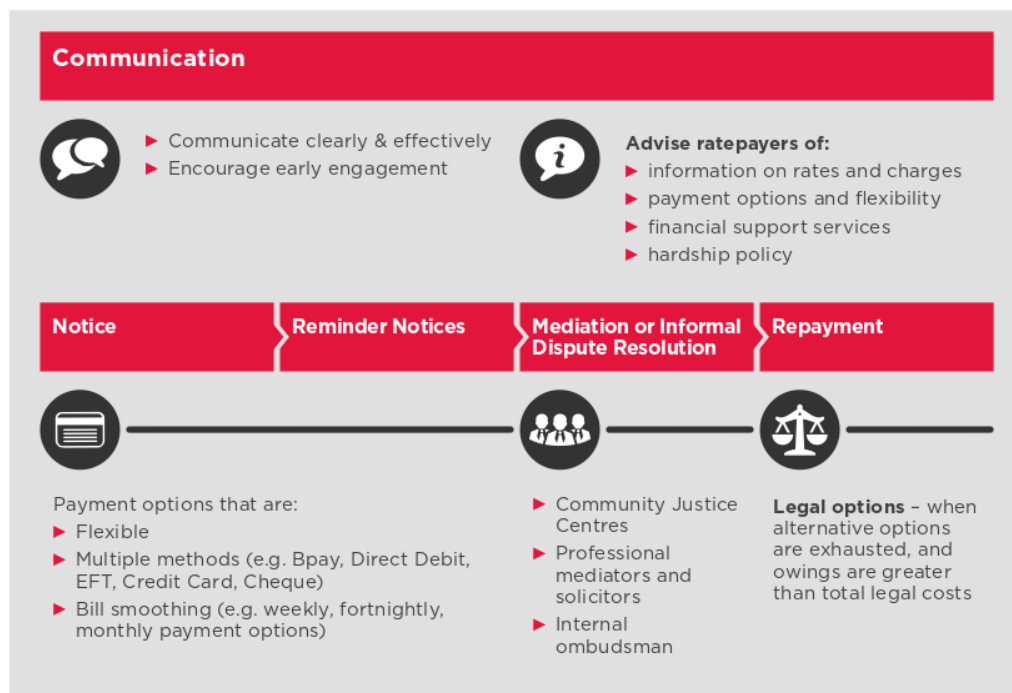 Communication
Communicate clearly & effectively
Encourage early engagement
Advise ratepayers of:
information on rates and charges
payment options and flexibility
financial support services
hardship policy
Notice
Reminder Notices
Mediation or Informal
Dispute Resolution
Repayment
Payment options that are:
Flexible
Multiple methods (e.g. Bpay, Direct Debit,
EFT, Credit Card, Cheque)
Bill smoothing (e.g. weekly, fortnightly,
monthly payment options)
Community Justice
Centres
Professional
mediators and
solicitors
Internal
ombudsman
Legal options – when
alternative options
are exhausted, and
owings are greater
than total legal costs